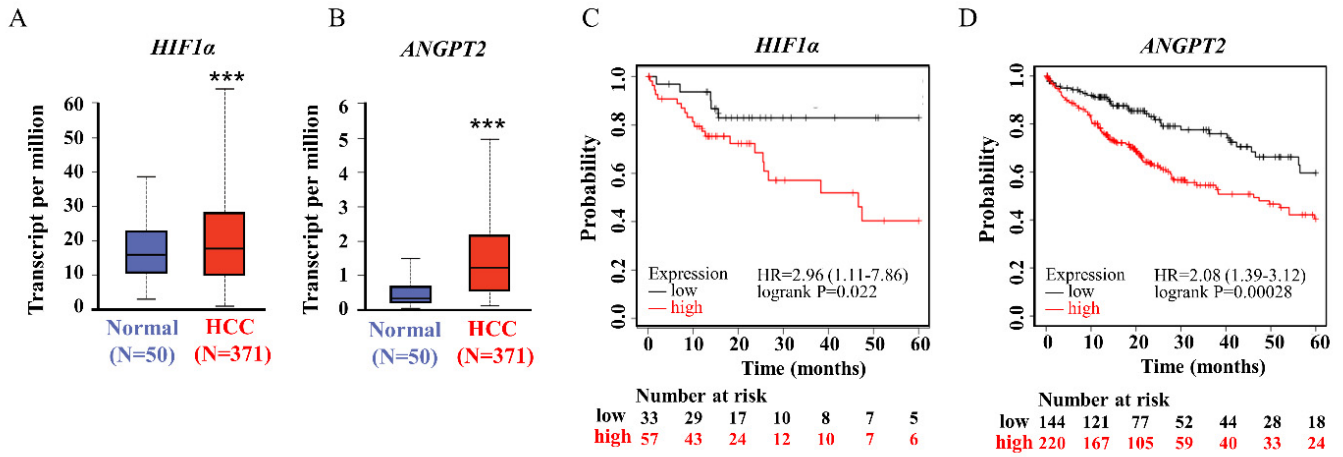 A
HIF1α
***
Transcript per million
60
50
40
30
20
10
0
Normal
(N=50)
HCC
(N=371)
B
ANGPT2
***
Transcript per million
6
5
4
3
2
1
0
Normal
(N=50)
HCC
(N=371)
C
HIF1α
Probability
1.0
0.8
0.6
0.4
0.2
0.0
Expression
low
high
HR=2.96 (1.11-7.86)
logrank P=0.022
0 10 20 30 40 50 60
Time (months)
Number at risk
low 33 29 17 10 8 7 5
high 57 43 24 12 10 7 6
D
ANGPT2
Probability
1.0
0.8
0.6
0.4
0.2
0.0
Expression
low
high
HR=2.08 (1.39-3.12)
logrank P=0.00028
0 10 20 30 40 50 60
Time (months)
Number at risk
low 144 121 77 52 44 28 18
high 220 167 105 59 40 33 24